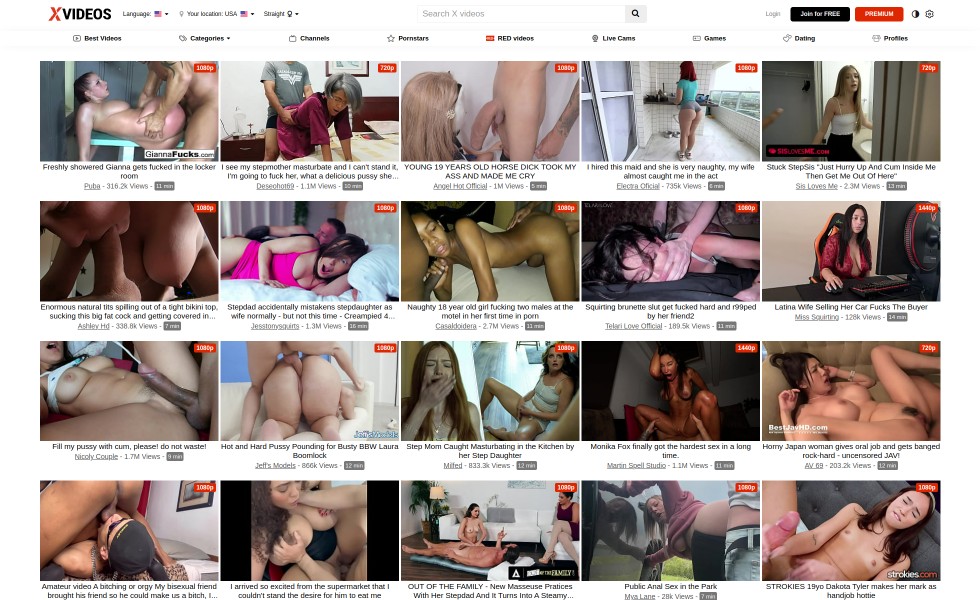 XVIDEOS
Language:
Your location: USA
Straight
Search X videos
Login
Join for FREE
PREMIUM
Best Videos
Categories
Channels
Pornstars
RED videos
Live Cams
Games
Dating
Profiles
1080p
GiannaFucks.com
Freshly showered Gianna gets fucked in the locker
room
Puba - 316.2k Views - 11 min
720p
I see my stepmother masturbate and I can't stand it,
I'm going to fuck her, what a delicious pussy she...
Deseohot69 - 1.1M Views - 10 min
1080p
YOUNG 19 YEARS OLD HORSE DICK TOOK MY
ASS AND MADE ME CRY
Angel Hot Official - 1M Views - 5 min
1080p
I hired this maid and she is very naughty, my wife
almost caught me in the act
Electra Oficial - 735k Views - 6 min
720p
SISLOVESME.COM
Stuck StepSis "Just Hurry Up And Cum Inside Me
Then Get Me Out Of Here"
Sis Loves Me - 2.3M Views - 13 min
1080p
Enormous natural tits spilling out of a tight bikini top,
sucking this big fat cock and getting covered in...
Ashley Hd - 338.8k Views - 7 min
1080p
Stepdad accidentally mistakens stepdaughter as
wife normally - but not this time - Creampied 4...
Jesstonysquirts - 1.3M Views - 16 min
1080p
Naughty 18 year old girl fucking two males at the
motel in her first time in porn
Casaldoidera - 2.7M Views - 11 min
1080p
Squirting brunette slut get fucked hard and r99ped
by her friend2
Telari Love Official - 189.5k Views - 11 min
1440p
Latina Wife Selling Her Car Fucks The Buyer
Miss Squirting - 128k Views - 14 min
1080p
Fill my pussy with cum, please! do not waste!
Nicoly Couple - 1.7M Views - 9 min
1080p
Jeff'sModels
Hot and Hard Pussy Pounding for Busty BBW Laura
Boomlock
Jeff's Models - 866k Views - 12 min
1080p
Step Mom Caught Masturbating in the Kitchen by
her Step Daughter
Milfed - 833.3k Views - 12 min
1440p
Monika Fox finally got the hardest sex in a long
time.
Martin Spell Studio - 1.1M Views - 11 min
720p
BestJavHD.com
Horny Japan woman gives oral job and gets banged
rock-hard - uncensored JAV!
AV 69 - 203.2k Views - 12 min
1080p
Amateur video A bitching or orgy My bisexual friend
brought his friend so he could make us a bitch, I...
I arrived so excited from the supermarket that I
couldn't stand the desire for him to eat me
1080p
OUT OF THE FAMILY - New Masseuse Pratices
With Her Stepdad And It Turns Into A Steamy...
1080p
Public Anal Sex in the Park
Mya Lane - 28k Views - 7 min
1080p
strokies.com
STROKIES 19yo Dakota Tyler makes her mark as
handjob hottie